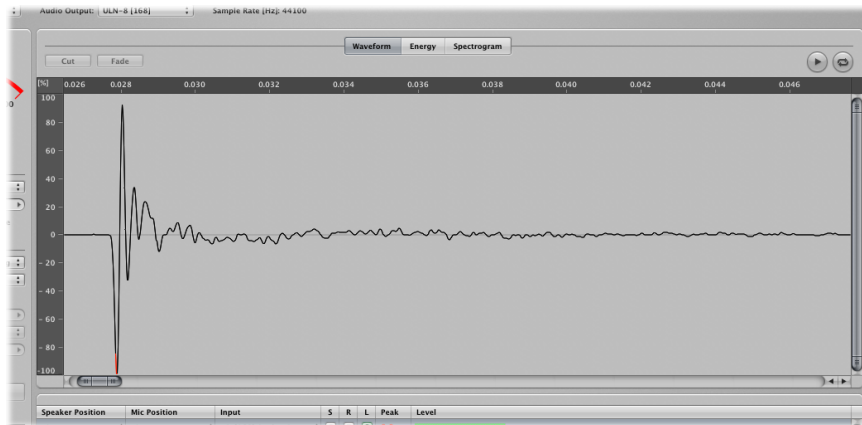 Audio Output: ULN-8 [168] Sample Rate [Hz]: 44100
Waveform Energy Spectrogram
Cut Fade
[%] 0.026 0.028 0.030 0.032 0.034 0.036 0.038 0.040 0.042 0.044 0.046
100
80
60
40
20
0
- 20
- 40
- 60
- 80
-100
Speaker Position Mic Position Input S R L Peak Level